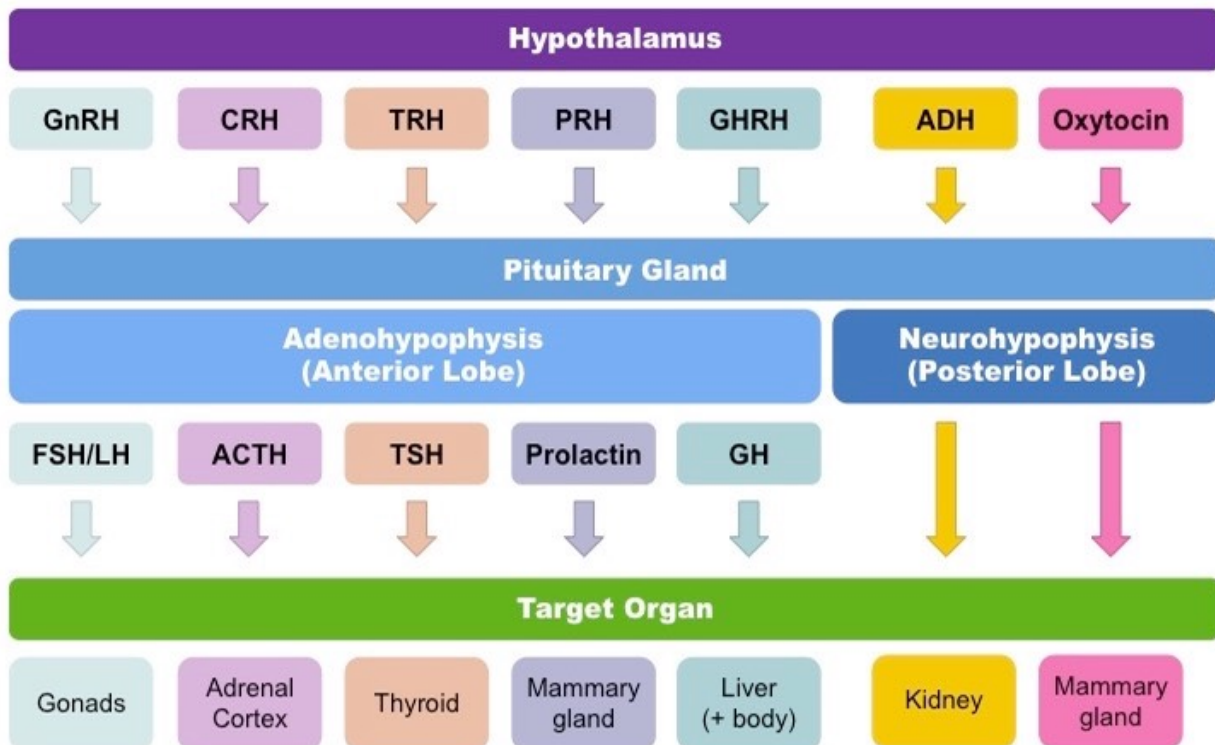 Hypothalamus
GnRH
CRH
TRH
PRH
GHRH
ADH
Oxytocin
Pituitary Gland
Adenohypophysis
(Anterior Lobe)
Neurohypophysis
(Posterior Lobe)
FSH/LH
ACTH
TSH
Prolactin
GH
Target Organ
Gonads
Adrenal
Cortex
Thyroid
Mammary
gland
Liver
(+ body)
Kidney
Mammary
gland